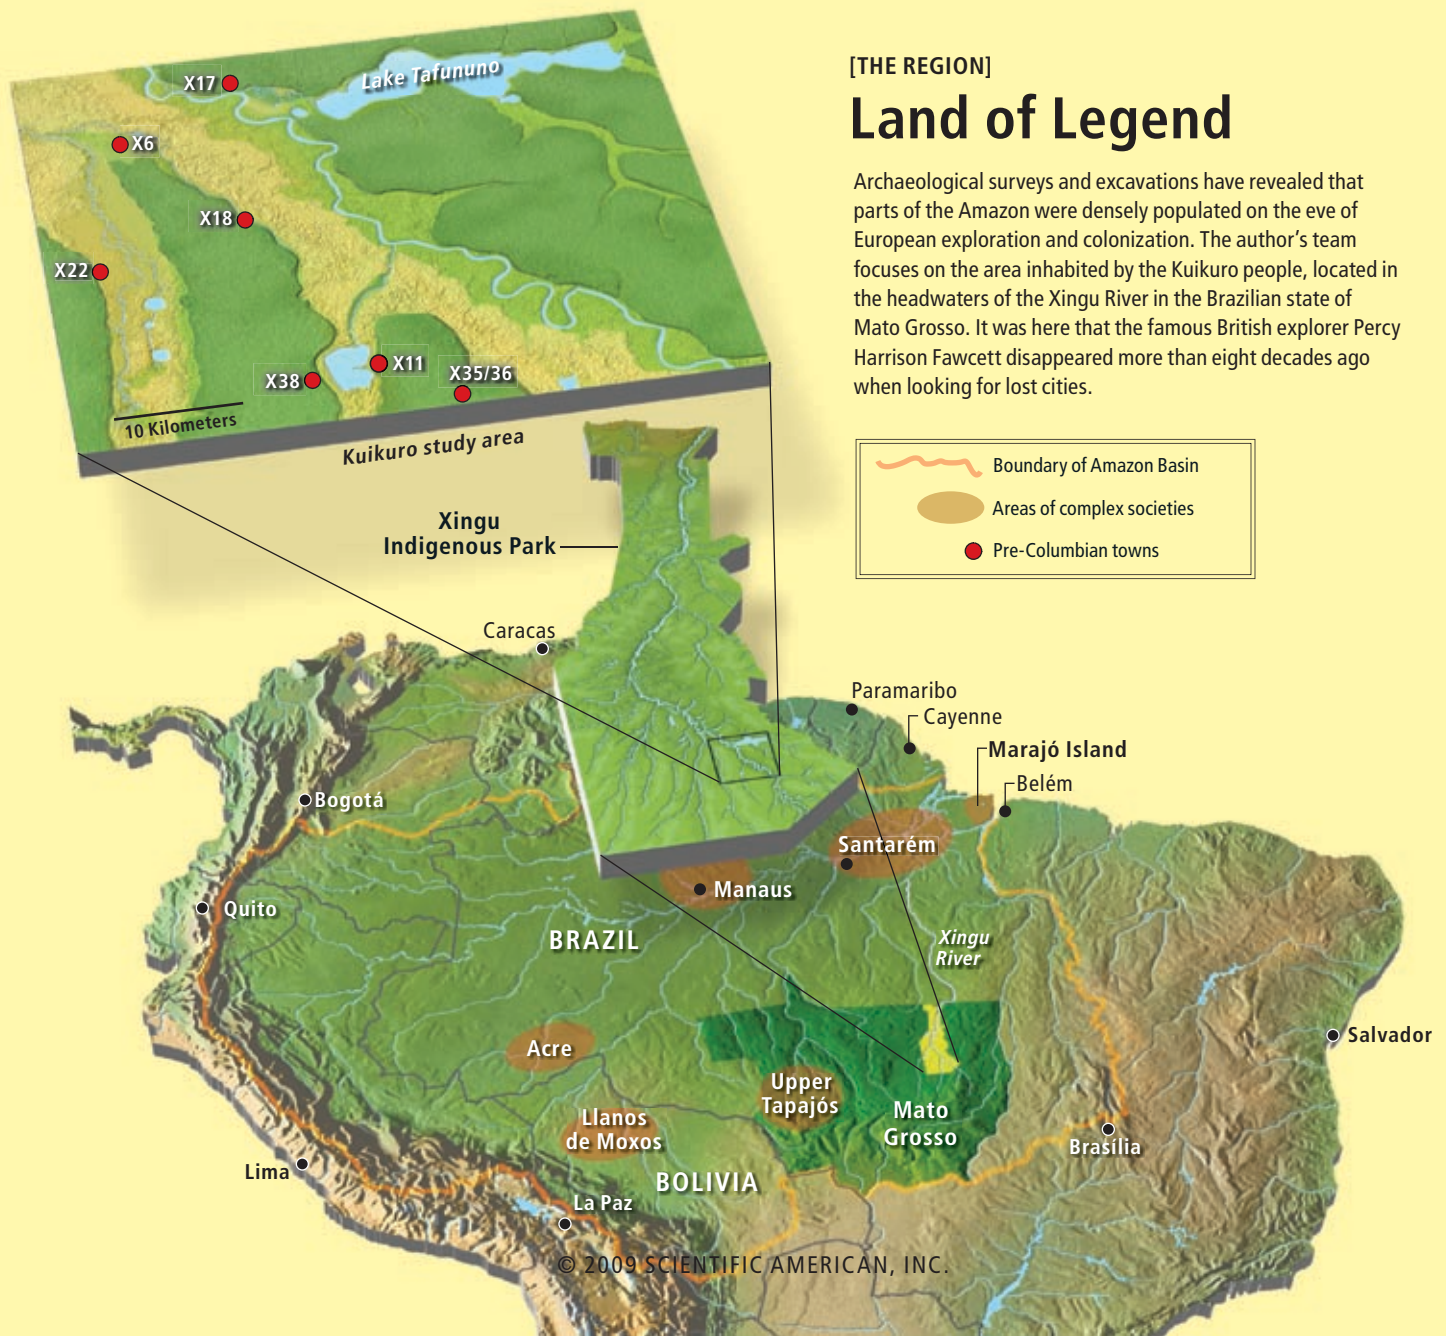 [THE REGION]
Land of Legend
Archaeological surveys and excavations have revealed that
parts of the Amazon were densely populated on the eve of
European exploration and colonization. The author's team
focuses on the area inhabited by the Kuikuro people, located in
the headwaters of the Xingu River in the Brazilian state of
Mato Grosso. It was here that the famous British explorer Percy
Harrison Fawcett disappeared more than eight decades ago
when looking for lost cities.
Boundary of Amazon Basin
Areas of complex societies
Pre-Columbian towns
Lake Tafununo
X17
X6
X18
X22
X11
X38
X35/36
10 Kilometers
Kuikuro study area
Xingu
Indigenous Park
Caracas
Paramaribo
Cayenne
Marajó Island
Belém
Bogotá
Santarém
Manaus
Quito
BRAZIL
Xingu
River
Salvador
Acre
Upper
Tapajós
Mato
Grosso
Llanos
de Moxos
Brasília
Lima
BOLIVIA
La Paz
© 2009 SCIENTIFIC AMERICAN, INC.